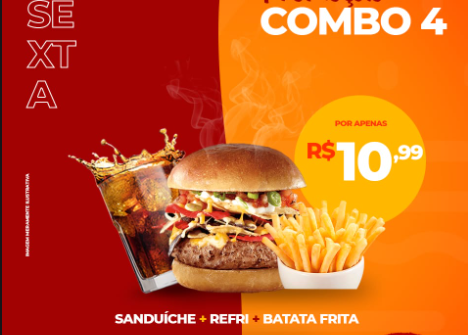 SE
XT
A
COMBO 4
POR APENAS
R$10,99
IMAGEM MERAMENTE ILUSTRATIVA
SANDUÍCHE + REFRI + BATATA FRITA